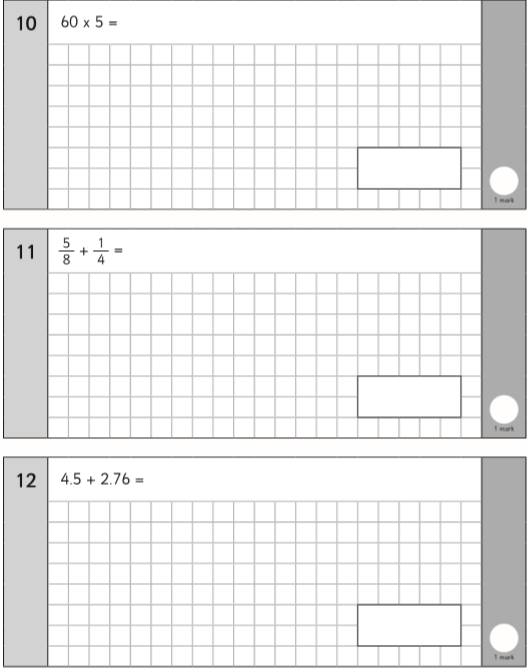 10 60 x 5 =
1 mark
11 5/8 + 1/4 =
1 mark
12 4.5 + 2.76 =
1 mark